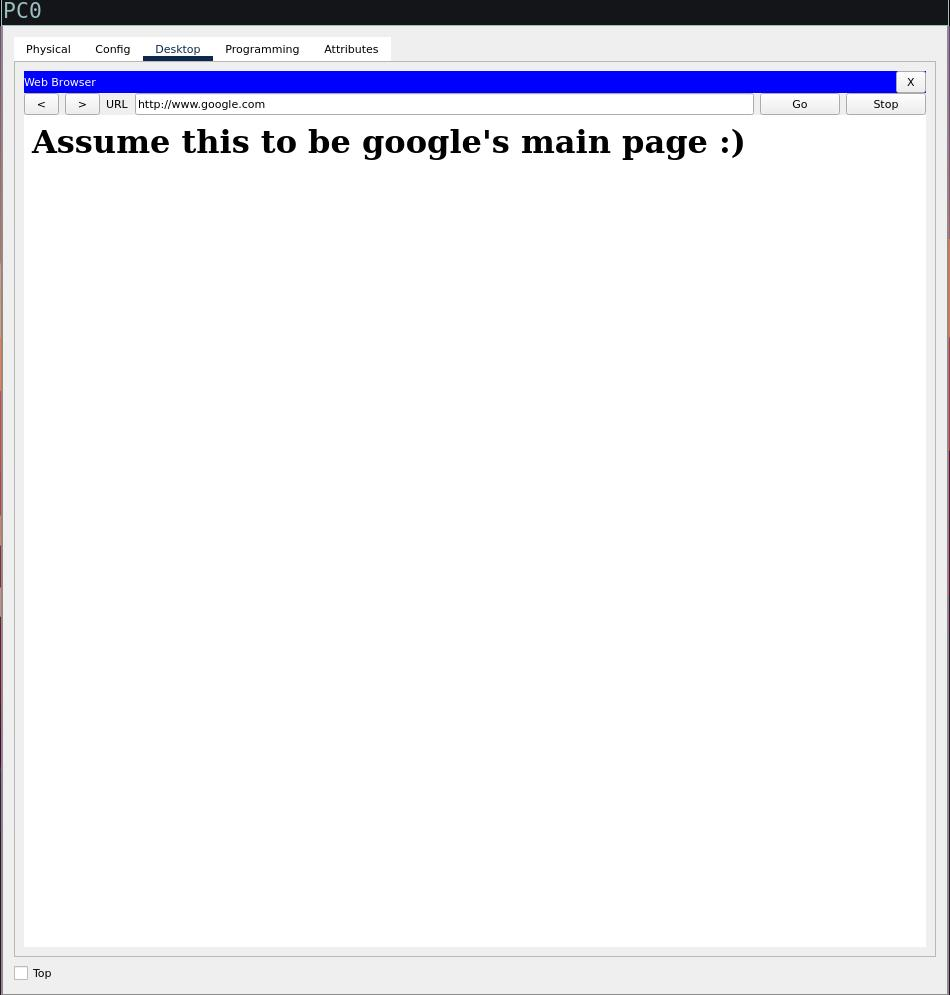 PC0
Physical Config Desktop Programming Attributes
Web Browser X
< > URL http://www.google.com Go Stop
Assume this to be google's main page :)
Top